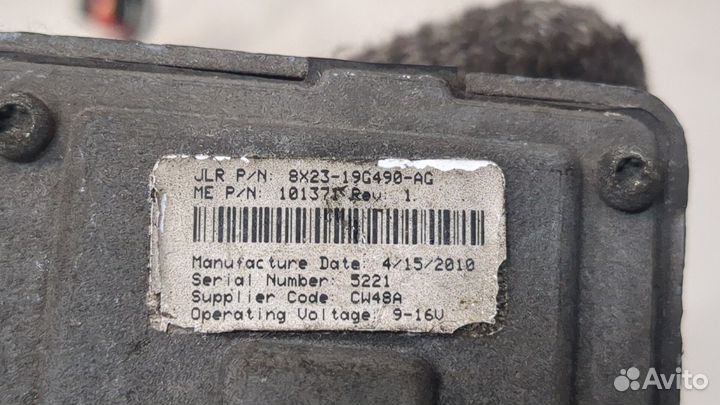 JLR P/N: 8X23-19G490-AG
ME P/N: 101371 Rev: 1
Manufacture Date: 4/15/2010
Serial Number: 5221
Supplier Code: CW48A
Operating Voltage: 9-16V
Avito